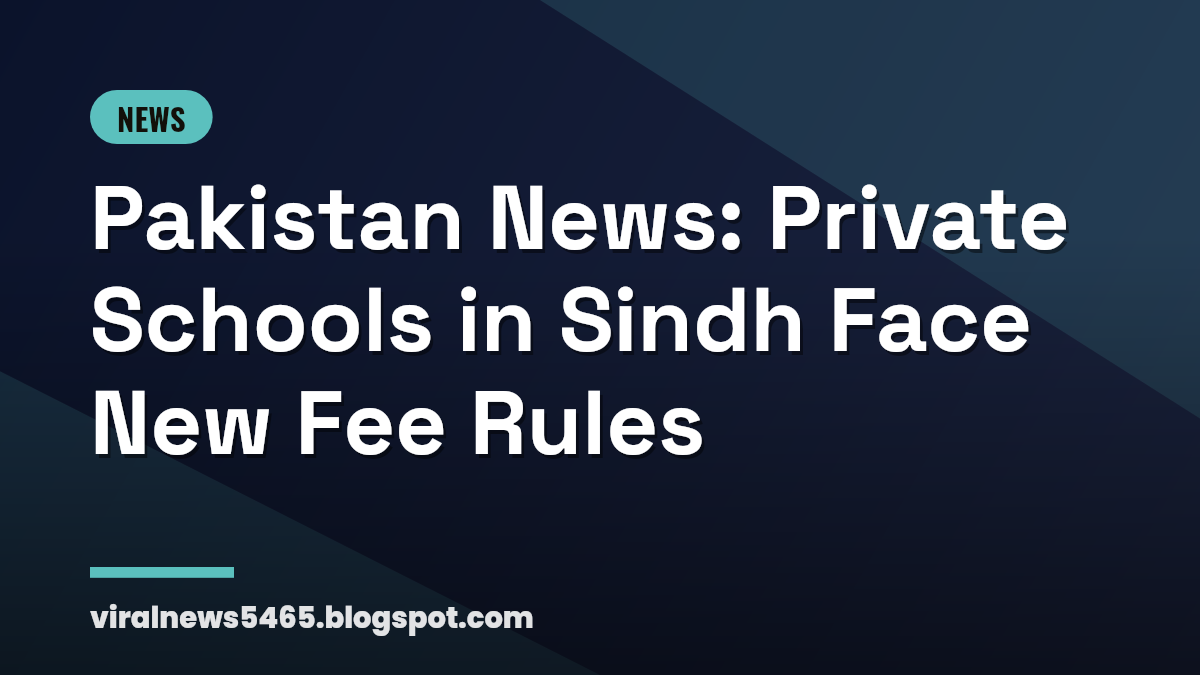 NEWS
Pakistan News: Private
Schools in Sindh Face
New Fee Rules
viralnews5465.blogspot.com